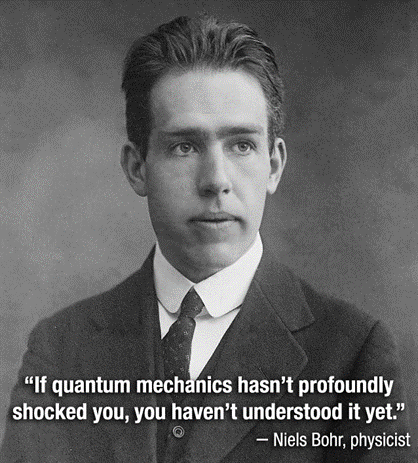 “If quantum mechanics hasn’t profoundly
shocked you, you haven’t understood it yet.”
– Niels Bohr, physicist